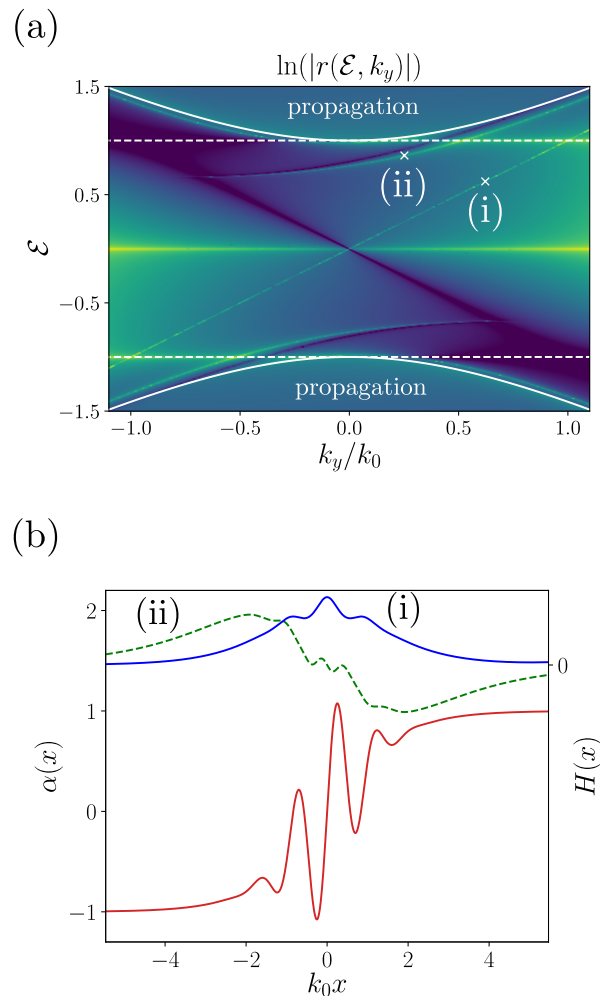 (a)
ln(|r(ℰ, k_y)|)
1.5
propagation
0.5
(ii)
(i)
ℰ
−0.5
propagation
−1.5
−1.0
−0.5
0.0
0.5
1.0
k_y/k_0
(b)
2
(ii)
(i)
0
1
α(x)
0
H(x)
−1
−4
−2
0
2
4
k_0x